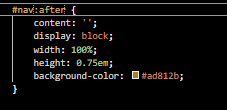 #nav:after {
content: '';
display: block;
width: 100%;
height: 0.75em;
background-color: #ad812b;
}